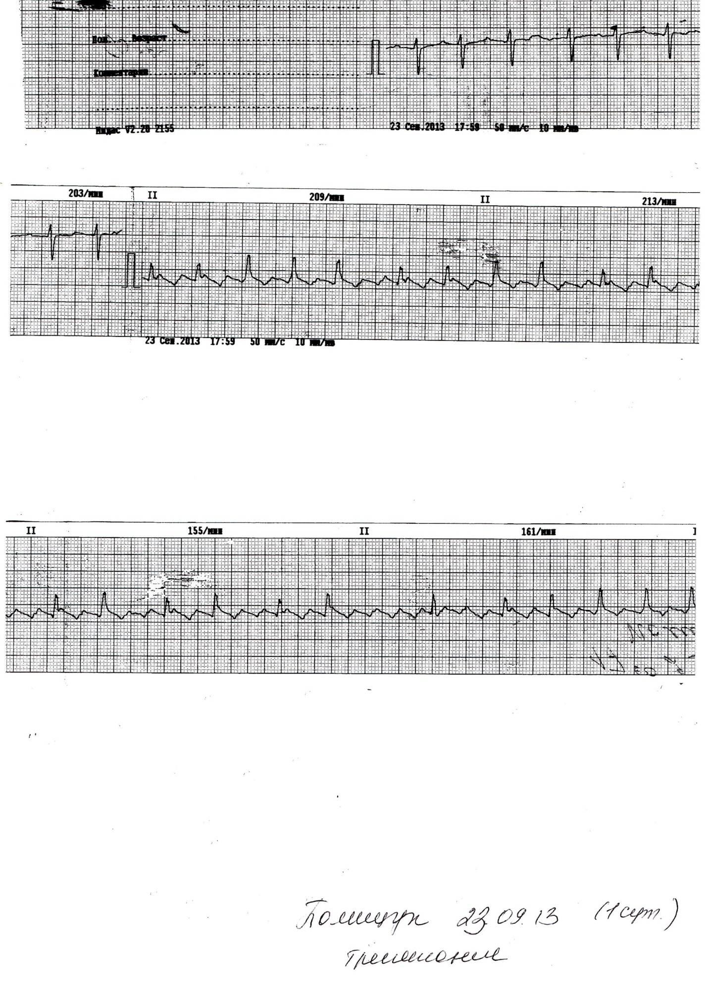 Пол Возраст
Комментарии
Мидас V2.20 2155
23 Сен.2013 17:59 50 мм/с 10 мм/мв
203/мин II 209/мин II 213/мин
23 Сен.2013 17:59 50 мм/с 10 мм/мв
II 155/мин II 161/мин
23.09.13
трепетание